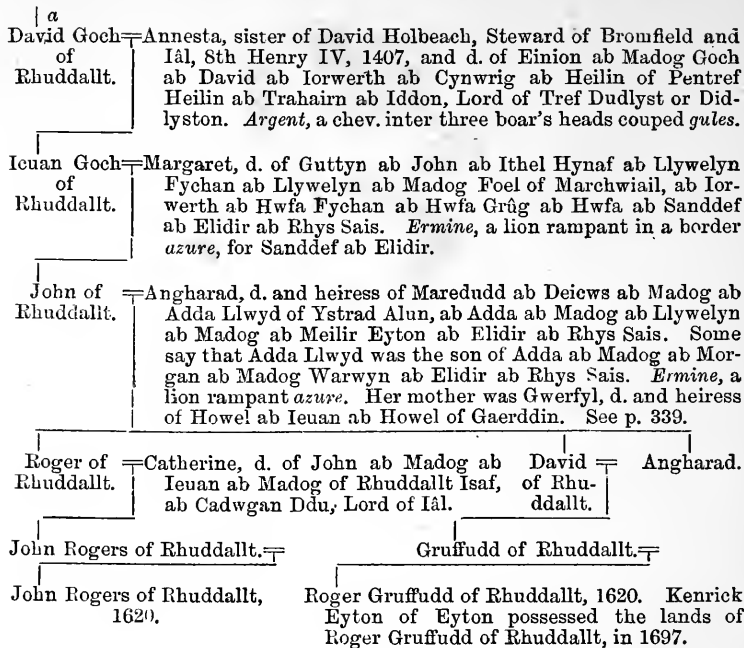 a
David Goch Annesta, sister of David Holbeach, Steward of Bromfield and
of Iâl, 8th Henry IV, 1407, and d. of Einion ab Madog Goch
Rhuddallt. ab David ab Iorwerth ab Cynwrig ab Heilin of Pentref
Heilin ab Trahairn ab Iddon, Lord of Tref Dudlyst or Did-
lyston. Argent, a chev. inter three boar's heads couped gules.
Ieuan Goch Margaret, d. of Guttyn ab John ab Ithel Hynaf ab Llywelyn
of Fychan ab Llywelyn ab Madog Foel of Marchwiail, ab Ior-
Rhuddallt. werth ab Hwfa Fychan ab Hwfa Grûg ab Hwfa ab Sanddef
ab Elidir ab Rhys Sais. Ermine, a lion rampant in a border
azure, for Sanddef ab Elidir.
John of Angharad, d. and heiress of Maredudd ab Deicws ab Madog ab
Rhuddallt. Adda Llwyd of Ystrad Alun, ab Adda ab Madog ab Llywelyn
ab Madog ab Meilir Eyton ab Elidir ab Rhys Sais. Some
say that Adda Llwyd was the son of Adda ab Madog ab Mor-
gan ab Madog Warwyn ab Elidir ab Rhys Sais. Ermine, a
lion rampant azure. Her mother was Gwerfyl, d. and heiress
of Howel ab Ieuan ab Howel of Gaerddin. See p. 339.
Roger of Catherine, d. of John ab Madog ab David Angharad.
Rhuddallt. Ieuan ab Madog of Rhuddallt Isaf, of Rhu-
ab Cadwgan Ddu, Lord of Iâl. ddallt.
John Rogers of Rhuddallt. Gruffudd of Rhuddallt.
John Rogers of Rhuddallt, Roger Gruffudd of Rhuddallt, 1620. Kenrick
1620. Eyton of Eyton possessed the lands of
Roger Gruffudd of Rhuddallt, in 1697.